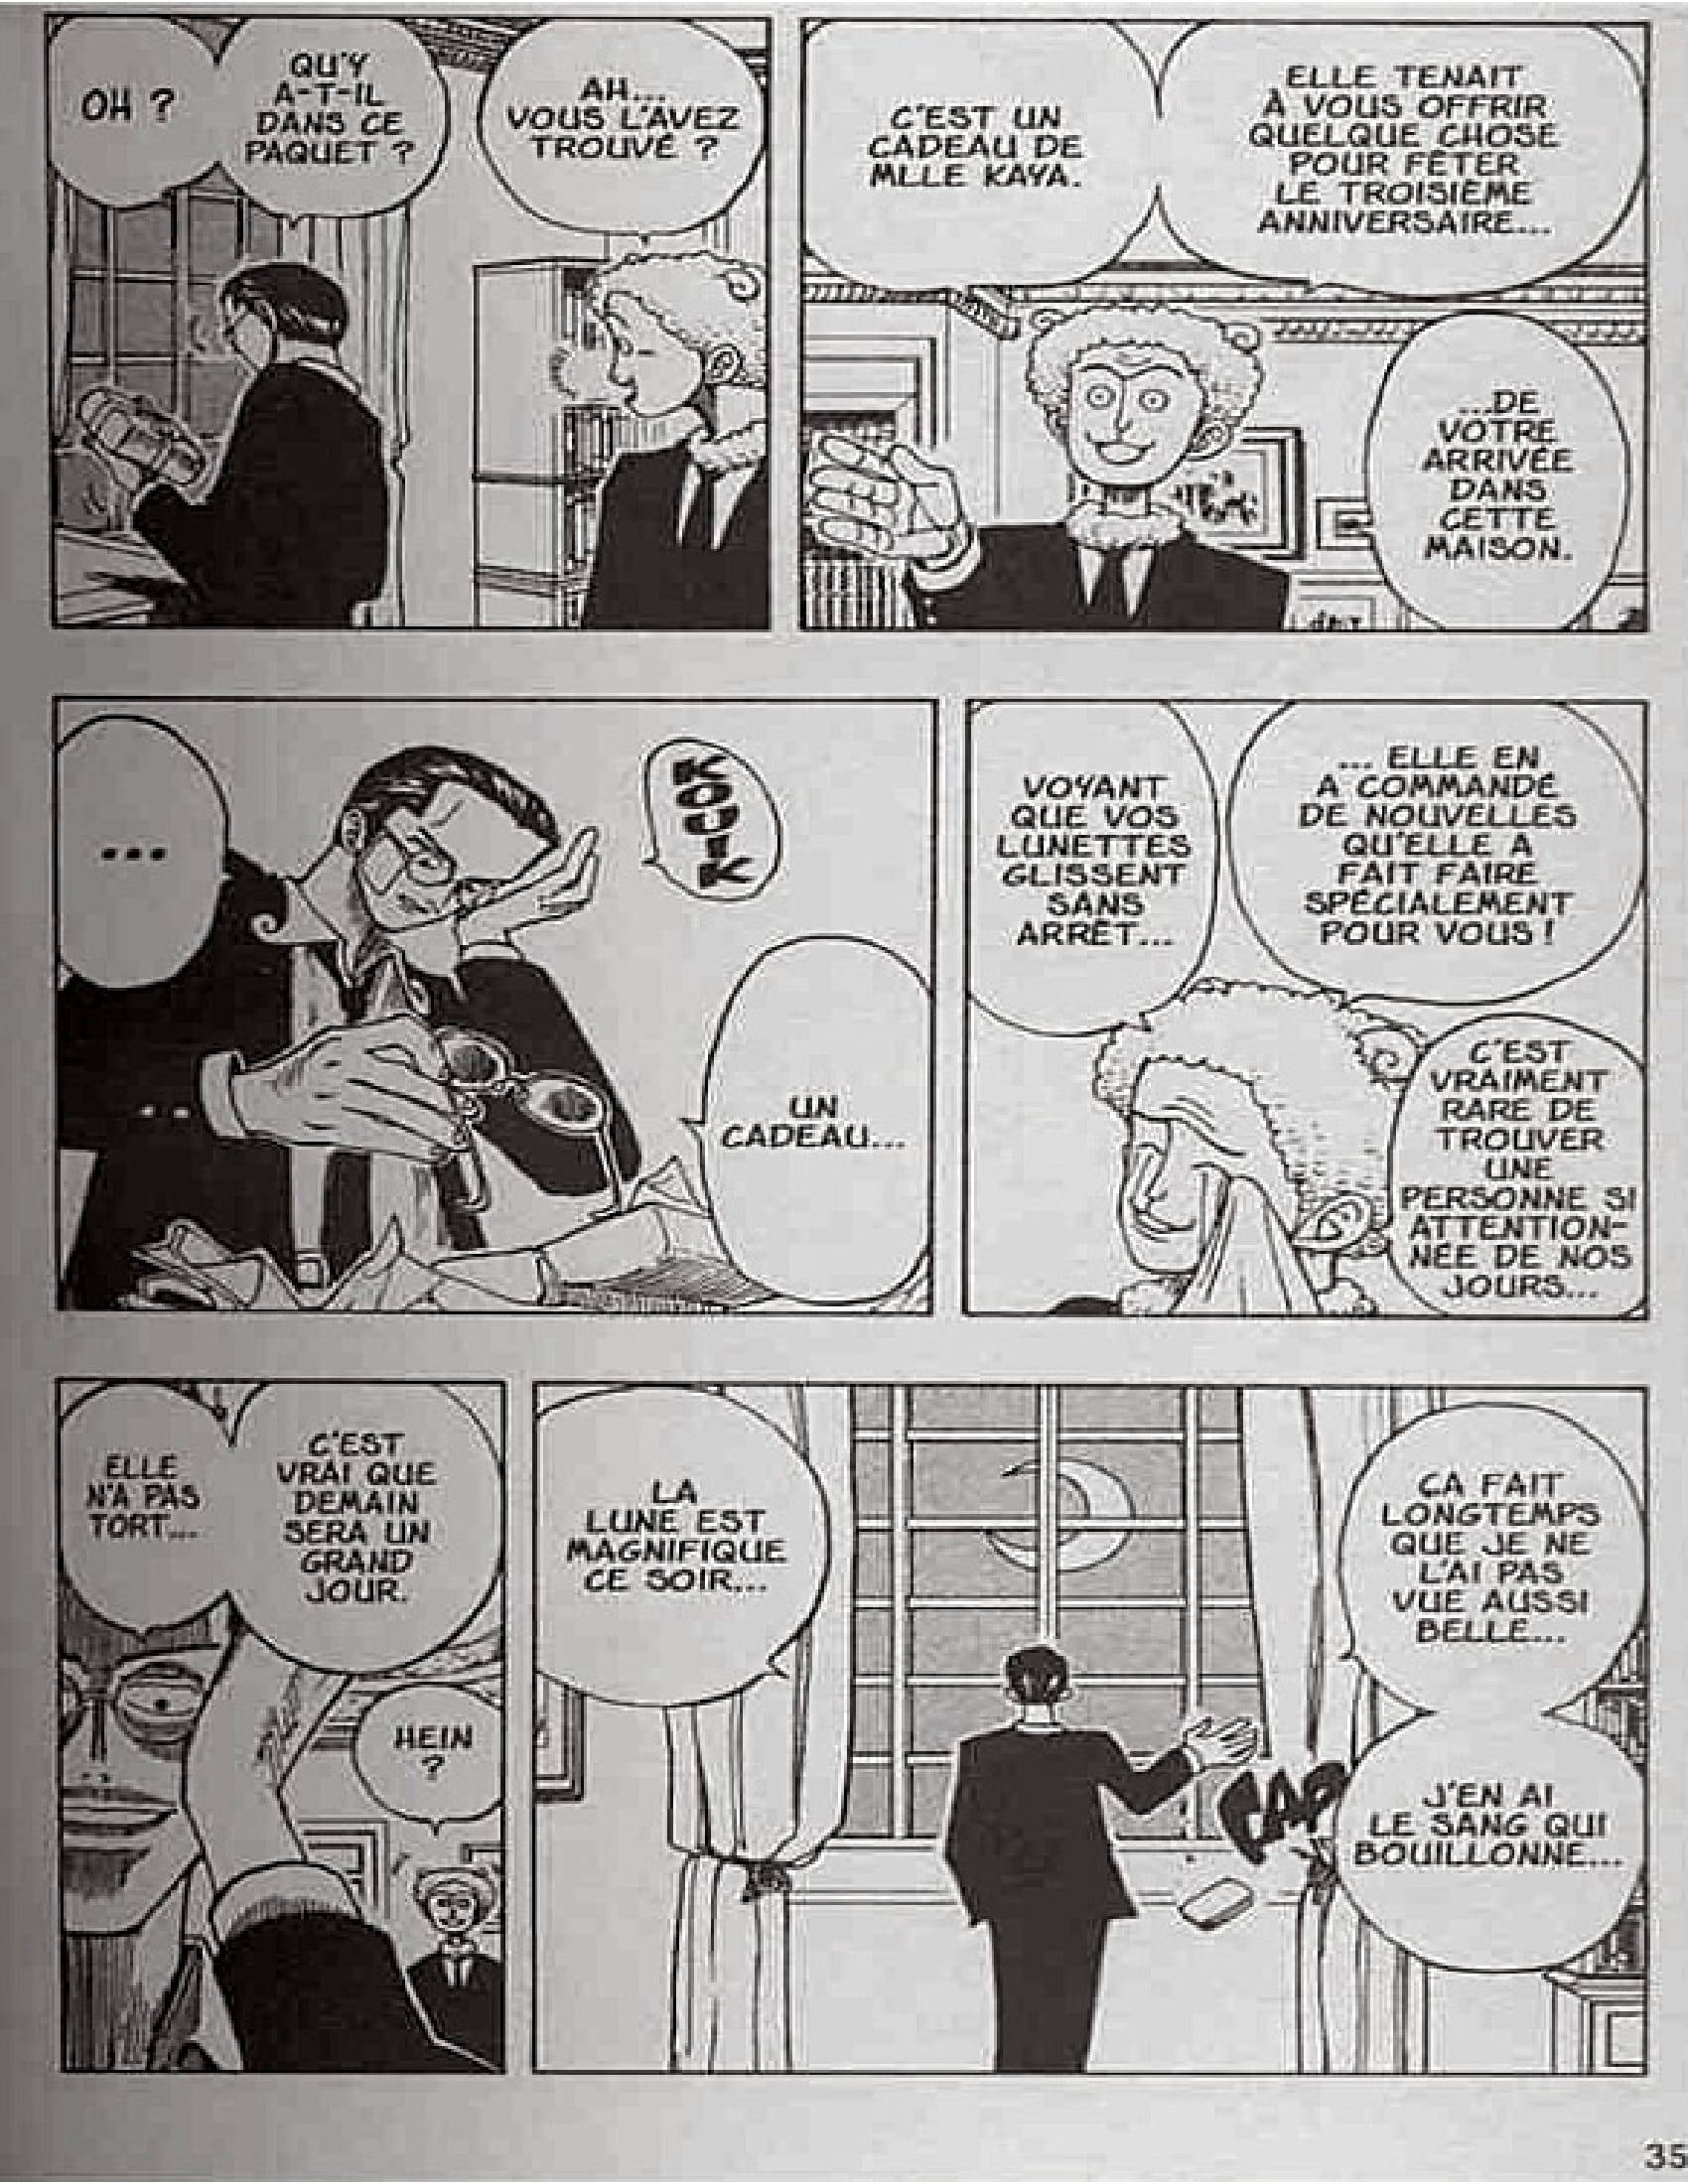 OH ?
QU'Y
A-T-IL
DANS CE
PAQUET ?
AH...
VOUS L'AVEZ
TROUVÉ ?
C'EST UN
CADEAU DE
MLLE KAYA.
ELLE TENAIT
À VOUS OFFRIR
QUELQUE CHOSE
POUR FÊTER
LE TROISIÈME
ANNIVERSAIRE...
...DE
VOTRE
ARRIVÉE
DANS
CETTE
MAISON.
...
KOUIK
UN
CADEAU...
VOYANT
QUE VOS
LUNETTES
GLISSENT
SANS
ARRÊT...
... ELLE EN
A COMMANDÉ
DE NOUVELLES
QU'ELLE A
FAIT FAIRE
SPÉCIALEMENT
POUR VOUS !
C'EST
VRAIMENT
RARE DE
TROUVER
UNE
PERSONNE SI
ATTENTION-
NÉE DE NOS
JOURS...
ELLE
N'A PAS
TORT...
C'EST
VRAI QUE
DEMAIN
SERA UN
GRAND
JOUR.
HEIN
?
LA
LUNE EST
MAGNIFIQUE
CE SOIR...
CA FAIT
LONGTEMPS
QUE JE NE
L'AI PAS
VUE AUSSI
BELLE...
J'EN AI
LE SANG QUI
BOUILLONNE...
35